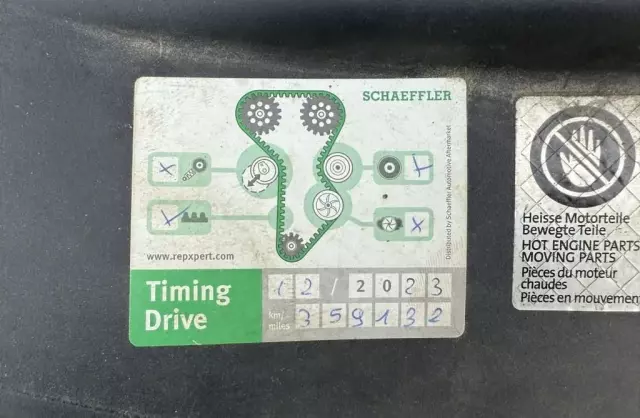 SCHAEFFLER
Distributed by Schaeffler Automotive Aftermarket
x
x
x
x
www.repxpert.com
Timing
Drive
12/2023
km/
miles
359132
Heisse Motorteile
Bewegte Teile
HOT ENGINE PARTS
MOVING PARTS
Pièces du moteur
chaudes
Pièces en mouvemen